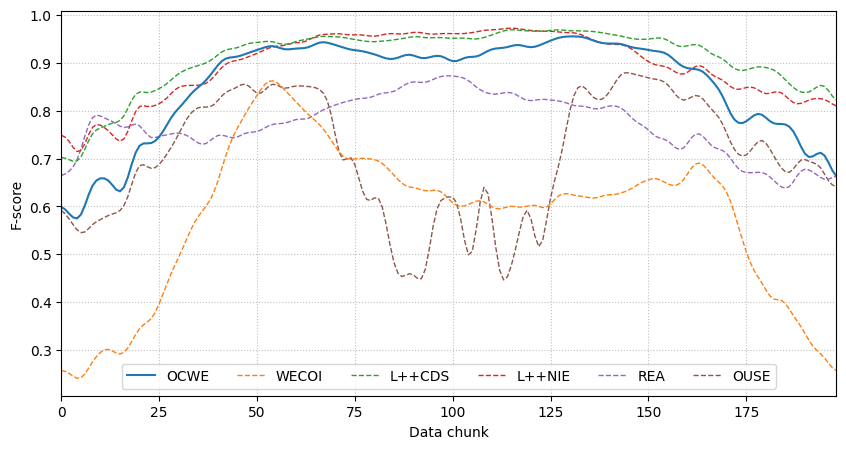 1.0
0.9
0.8
0.7
0.6
0.5
0.4
0.3
F-score
OCWE WECOI L++CDS L++NIE REA OUSE
0 25 50 75 100 125 150 175
Data chunk